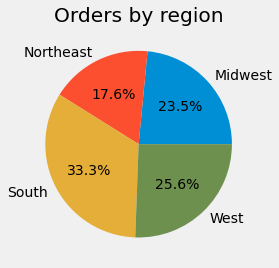 Orders by region
Northeast
Midwest
17.6%
23.5%
33.3%
25.6%
South
West